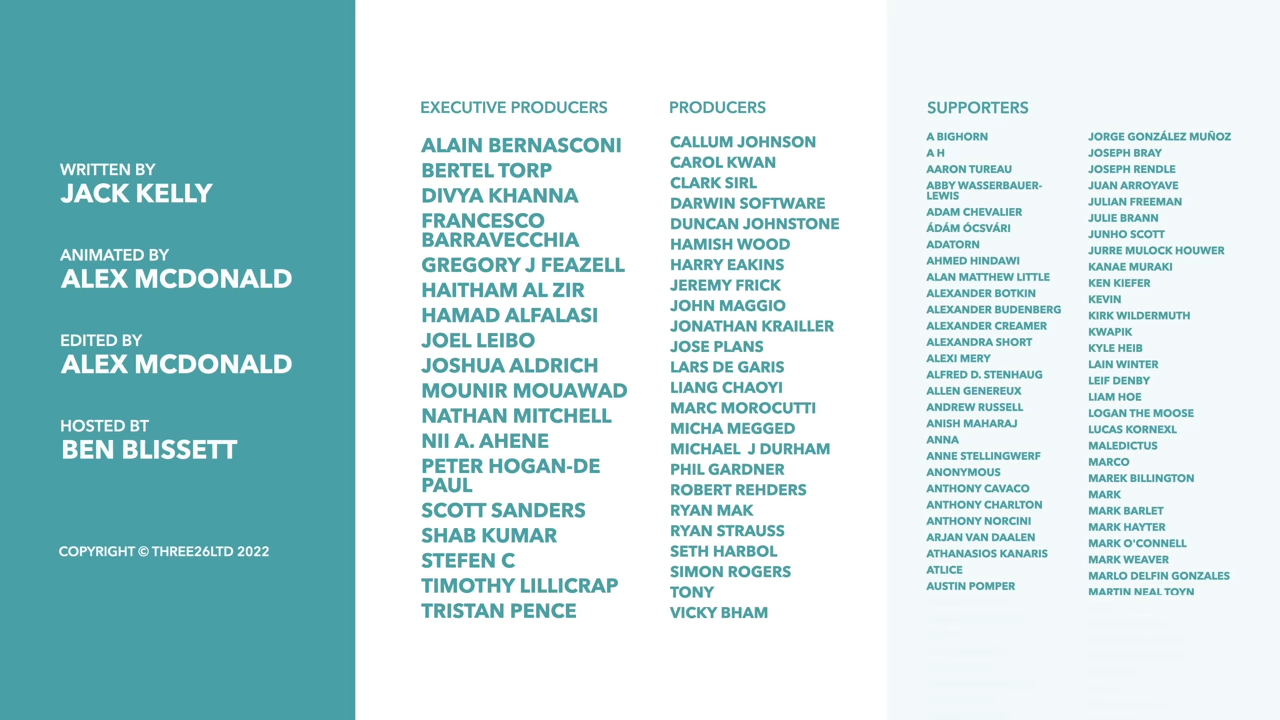 WRITTEN BY
JACK KELLY
ANIMATED BY
ALEX MCDONALD
EDITED BY
ALEX MCDONALD
HOSTED BT
BEN BLISSETT
COPYRIGHT © THREE26LTD 2022
EXECUTIVE PRODUCERS
ALAIN BERNASCONI
BERTEL TORP
DIVYA KHANNA
FRANCESCO
BARRAVECCHIA
GREGORY J FEAZELL
HAITHAM AL ZIR
HAMAD ALFALASI
JOEL LEIBO
JOSHUA ALDRICH
MOUNIR MOUAWAD
NATHAN MITCHELL
NII A. AHENE
PETER HOGAN-DE
PAUL
SCOTT SANDERS
SHAB KUMAR
STEFEN C
TIMOTHY LILLICRAP
TRISTAN PENCE
PRODUCERS
CALLUM JOHNSON
CAROL KWAN
CLARK SIRL
DARWIN SOFTWARE
DUNCAN JOHNSTONE
HAMISH WOOD
HARRY EAKINS
JEREMY FRICK
JOHN MAGGIO
JONATHAN KRAILLER
JOSE PLANS
LARS DE GARIS
LIANG CHAOYI
MARC MOROCUTTI
MICHA MEGGED
MICHAEL J DURHAM
PHIL GARDNER
ROBERT REHDERS
RYAN MAK
RYAN STRAUSS
SETH HARBOL
SIMON ROGERS
TONY
VICKY BHAM
SUPPORTERS
A BIGHORN
A H
AARON TUREAU
ABBY WASSERBAUER-
LEWIS
ADAM CHEVALIER
ÁDÁM ÓCSVÁRI
ADATORN
AHMED HINDAWI
ALAN MATTHEW LITTLE
ALEXANDER BOTKIN
ALEXANDER BUDENBERG
ALEXANDER CREAMER
ALEXANDRA SHORT
ALEXI MERY
ALFRED D. STENHAUG
ALLEN GENEREUX
ANDREW RUSSELL
ANISH MAHARAJ
ANNA
ANNE STELLINGWERF
ANONYMOUS
ANTHONY CAVACO
ANTHONY CHARLTON
ANTHONY NORCINI
ARJAN VAN DAALEN
ATHANASIOS KANARIS
ATLICE
AUSTIN POMPER
JORGE GONZÁLEZ MUÑOZ
JOSEPH BRAY
JOSEPH RENDLE
JUAN ARROYAVE
JULIAN FREEMAN
JULIE BRANN
JUNHO SCOTT
JURRE MULOCK HOUWER
KANAE MURAKI
KEN KIEFER
KEVIN
KIRK WILDERMUTH
KWAPIK
KYLE HEIB
LAIN WINTER
LEIF DENBY
LIAM HOE
LOGAN THE MOOSE
LUCAS KORNEXL
MALEDICTUS
MARCO
MAREK BILLINGTON
MARK
MARK BARLET
MARK HAYTER
MARK O'CONNELL
MARK WEAVER
MARLO DELFIN GONZALES
MARTIN NEAL TOYN